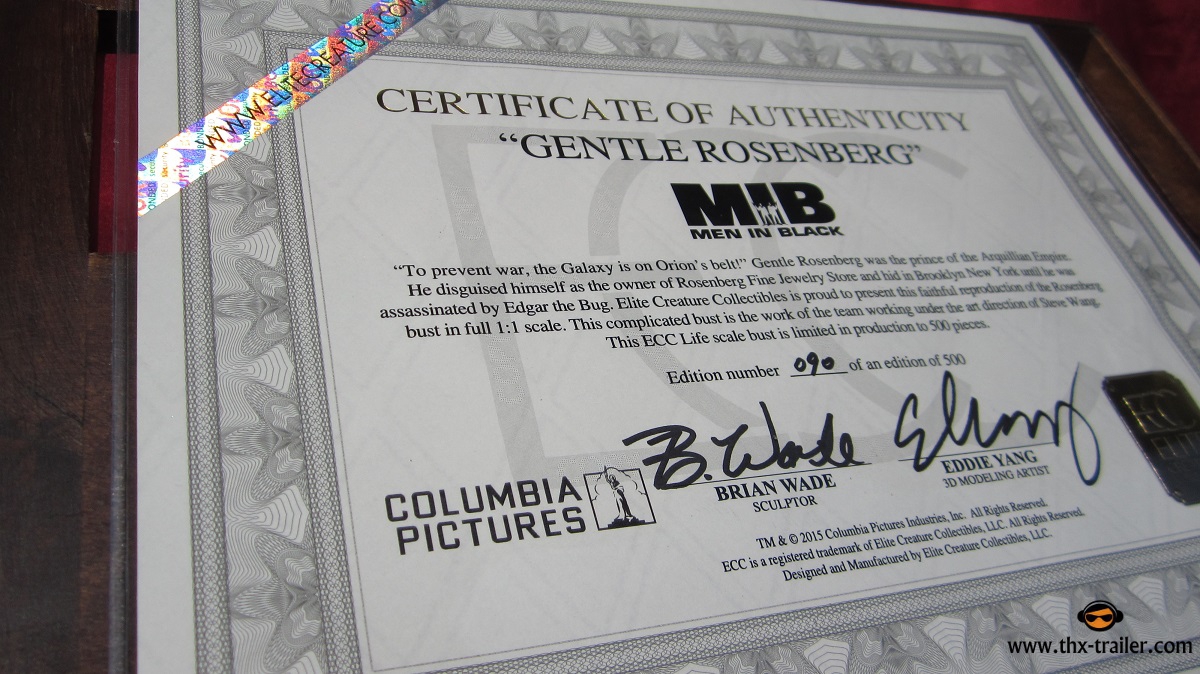 WWW.ELITECREATURE.COM
CERTIFICATE OF AUTHENTICITY
“GENTLE ROSENBERG”
MIB
MEN IN BLACK
“To prevent war, the Galaxy is on Orion’s belt!” Gentle Rosenberg was the prince of the Arquillian Empire.
He disguised himself as the owner of Rosenberg Fine Jewelry Store and hid in Brooklyn New York until he was
assassinated by Edgar the Bug. Elite Creature Collectibles is proud to present this faithful reproduction of the Rosenberg
bust in full 1:1 scale. This complicated bust is the work of the team working under the art direction of Steve Wang.
This ECC Life scale bust is limited in production to 500 pieces.
Edition number 090 of an edition of 500
B. Wade
COLUMBIA
PICTURES
BRIAN WADE
SCULPTOR
EDDIE YANG
3D MODELING ARTIST
ECC
TM & © 2015 Columbia Pictures Industries, Inc. All Rights Reserved.
ECC is a registered trademark of Elite Creature Collectibles, LLC. All Rights Reserved.
Designed and Manufactured by Elite Creature Collectibles, LLC.
www.thx-trailer.com